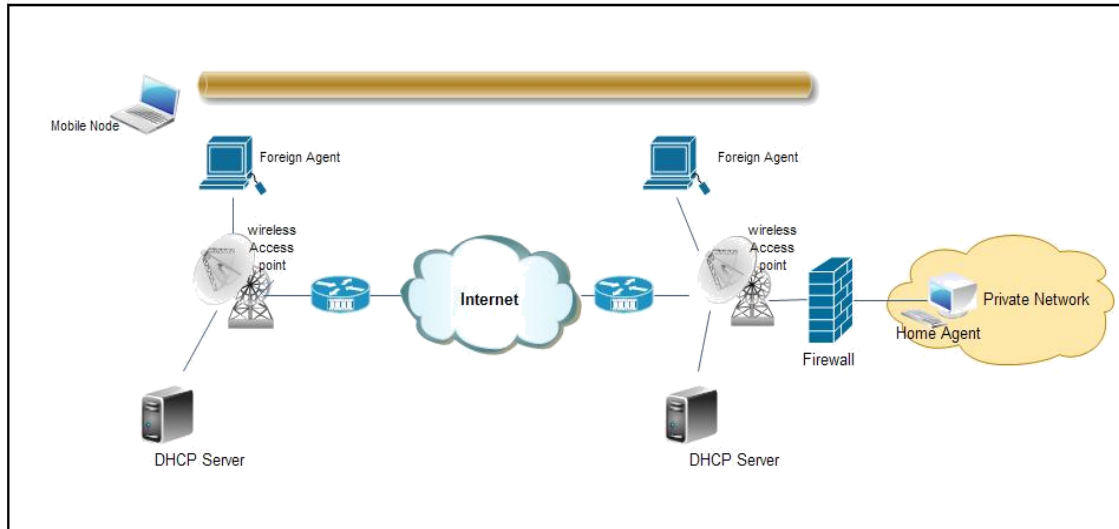 Mobile Node
Foreign Agent
Foreign Agent
wireless
Access
point
wireless
Access
point
Internet
Private Network
Home Agent
Firewall
DHCP Server
DHCP Server